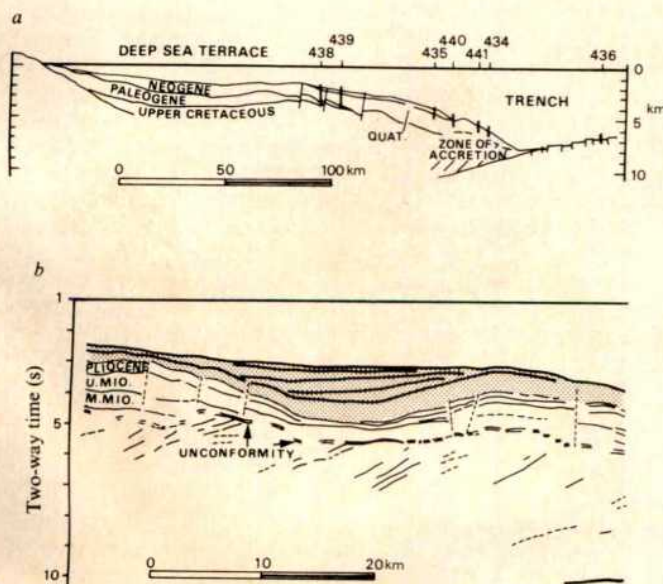 a
DEEP SEA TERRACE
438 439 435 440 441 434 436
NEOGENE
PALEOGENE
UPPER CRETACEOUS
QUAT.
ZONE OF ?
ACCRETION
TRENCH
0
km
5
10
0 50 100
km
b
1
PLIOCENE
U.MIO.
M.MIO.
5
UNCONFORMITY
Two-way time (s)
10
0 10 20
km